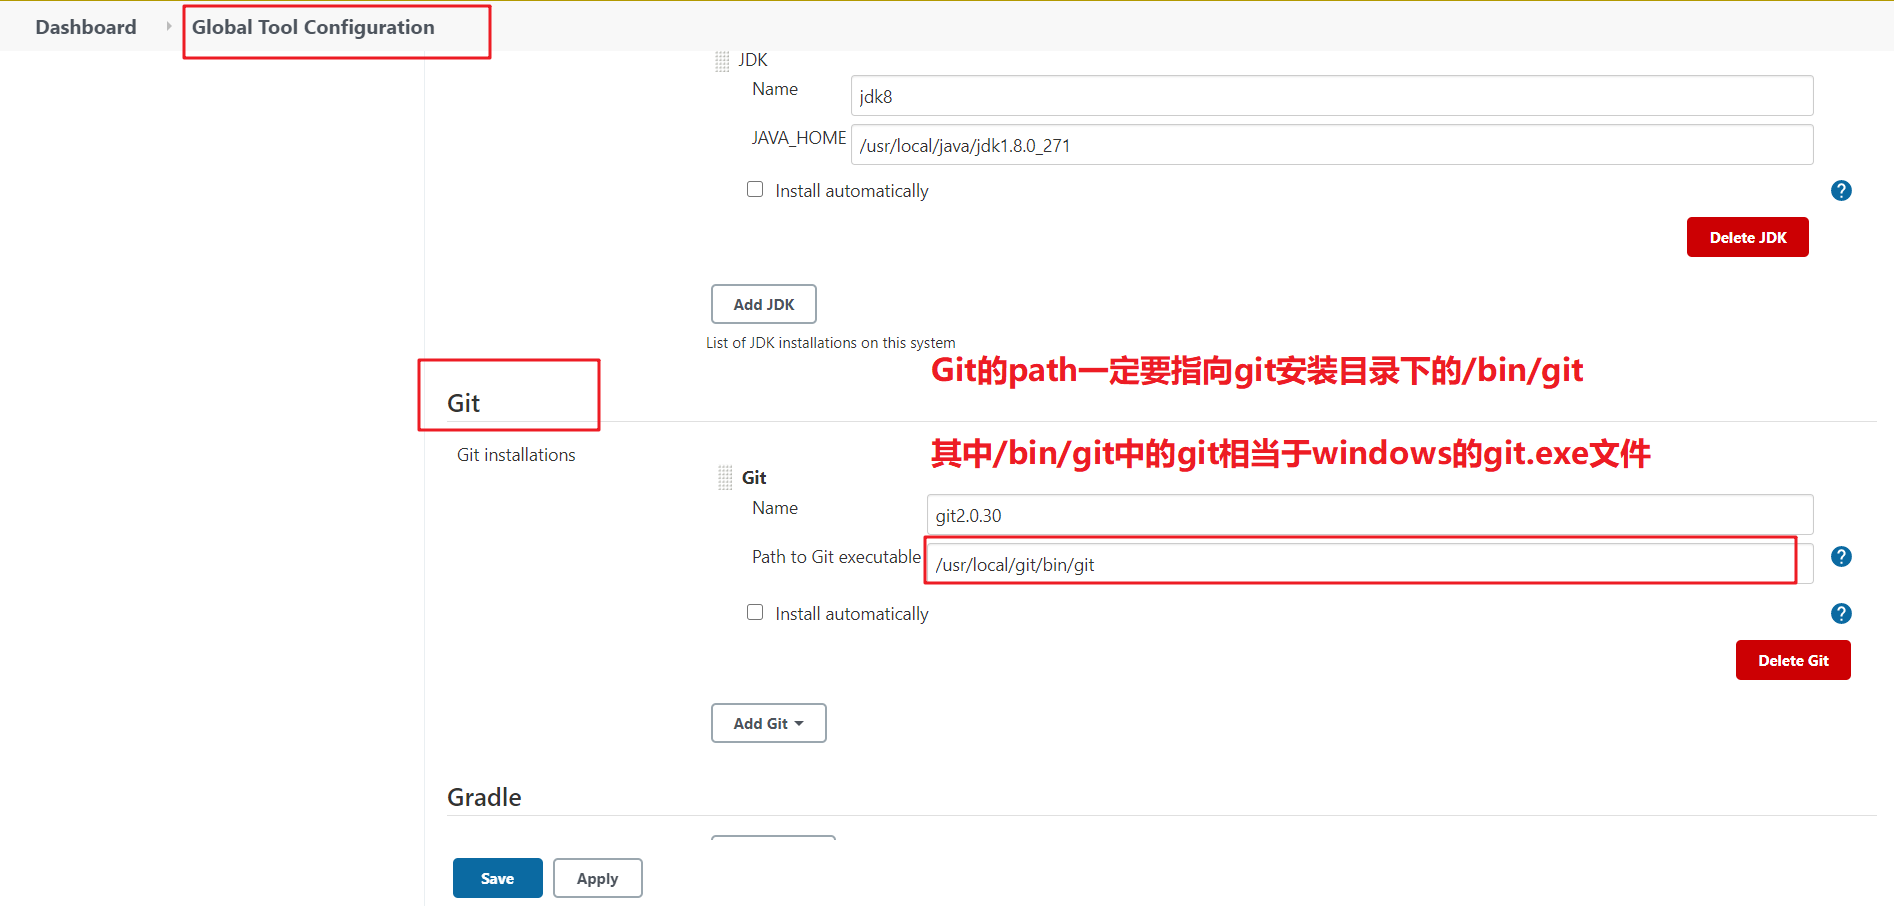 Dashboard
Global Tool Configuration
JDK
Name
jdk8
JAVA_HOME
/usr/local/java/jdk1.8.0_271
Install automatically
?
Delete JDK
Add JDK
List of JDK installations on this system
Git的path一定要指向git安装目录下的/bin/git
Git
其中/bin/git中的git相当于windows的git.exe文件
Git installations
Git
Name
git2.0.30
Path to Git executable
/usr/local/git/bin/git
?
Install automatically
?
Delete Git
Add Git
Gradle
Save
Apply